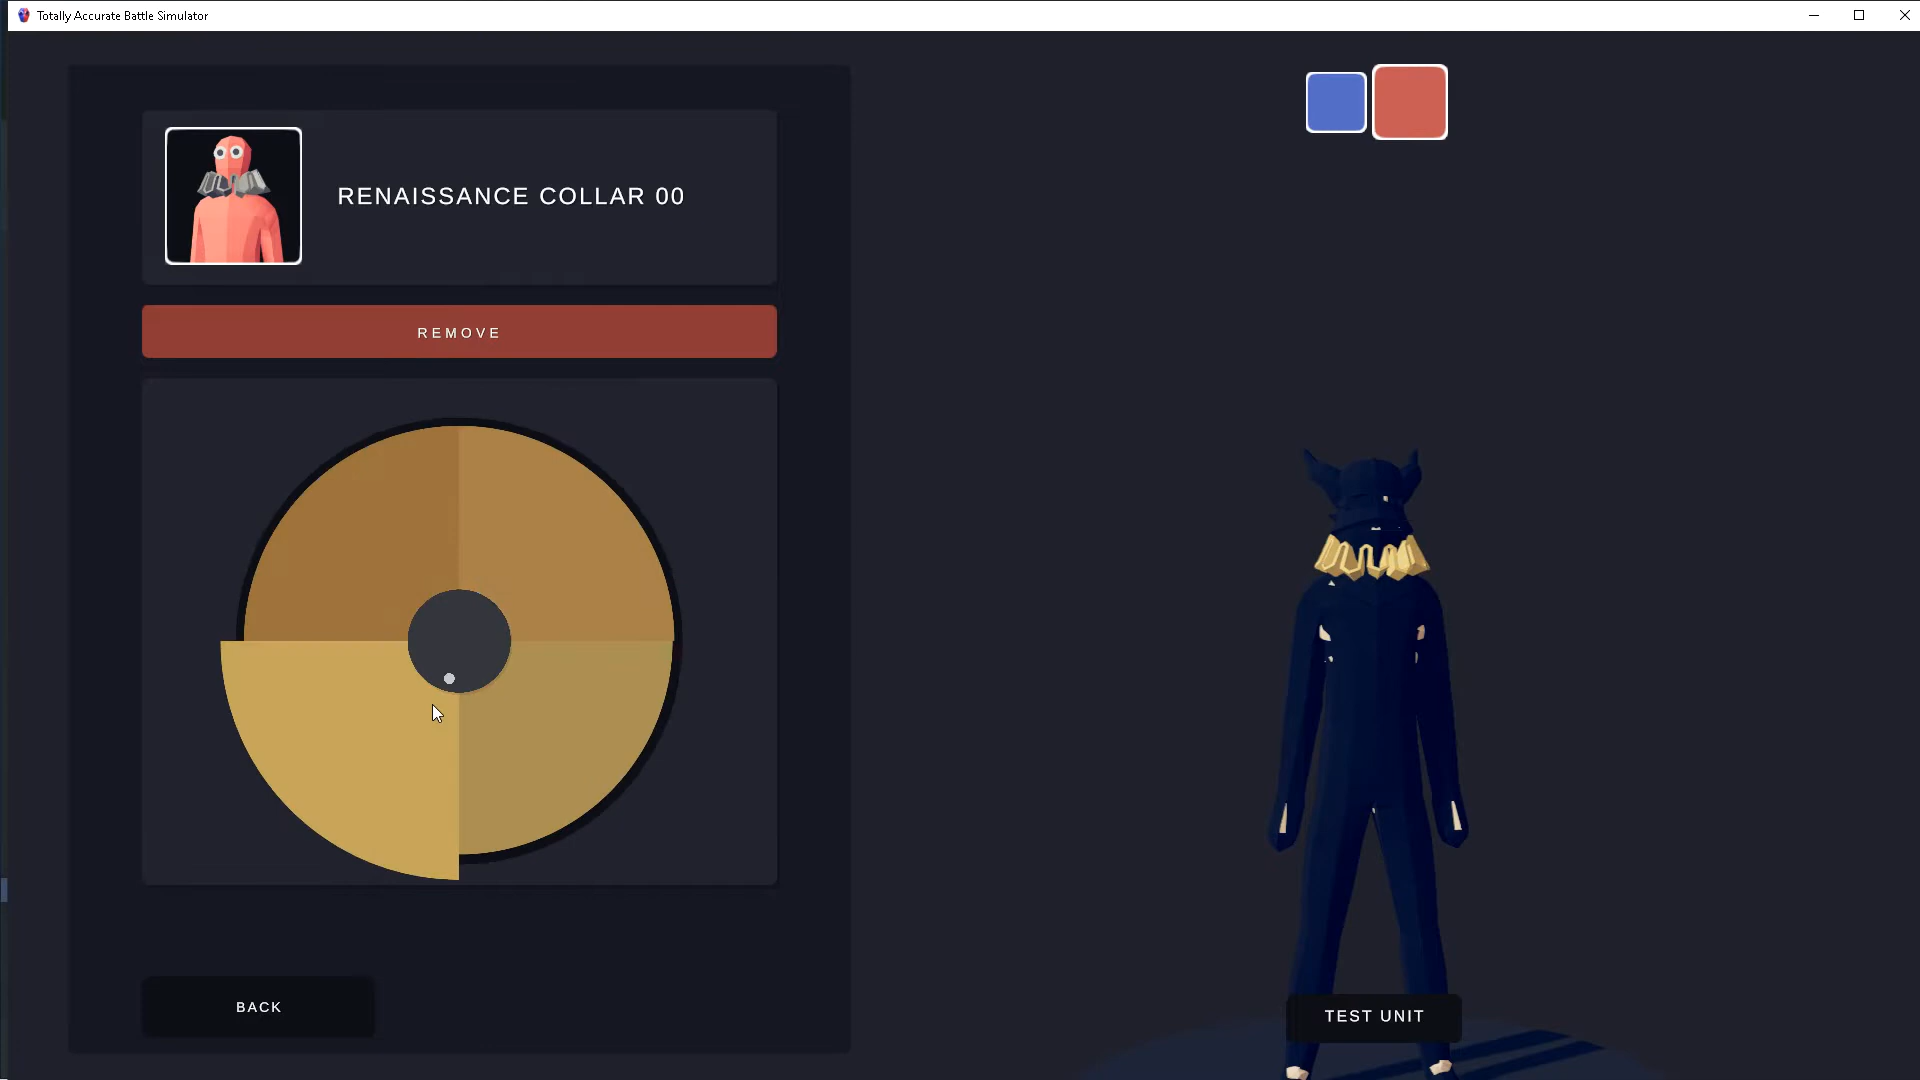 Totally Accurate Battle Simulator
RENAISSANCE COLLAR 00
REMOVE
BACK
TEST UNIT